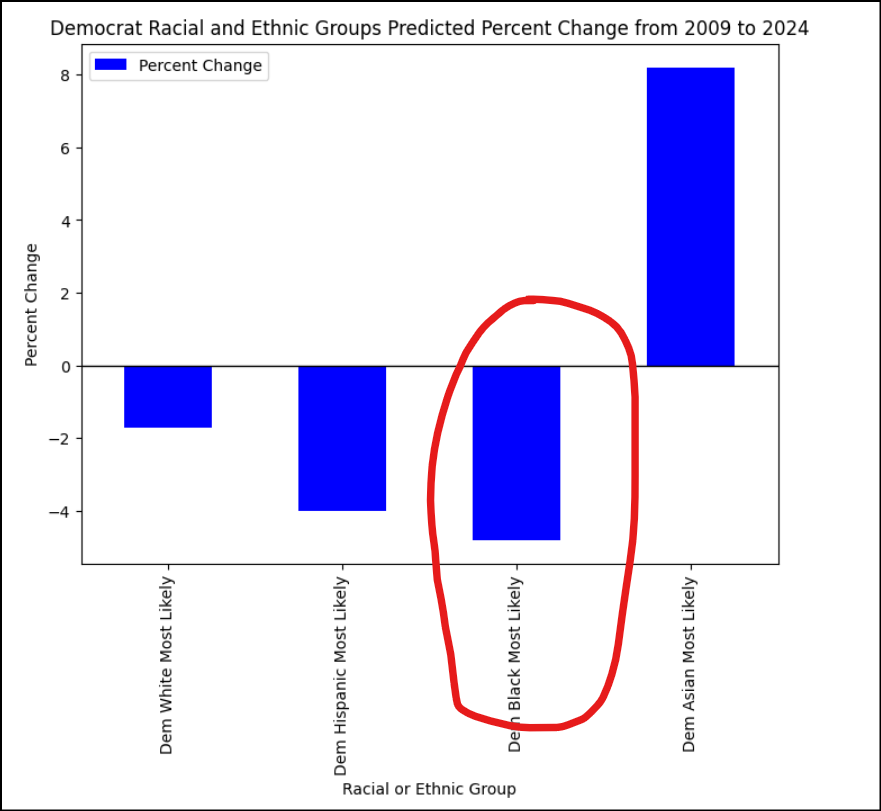 Democrat Racial and Ethnic Groups Predicted Percent Change from 2009 to 2024
Percent Change
8
6
4
2
0
−2
−4
Percent Change
Dem White Most Likely
Dem Hispanic Most Likely
Dem Black Most Likely
Dem Asian Most Likely
Racial or Ethnic Group